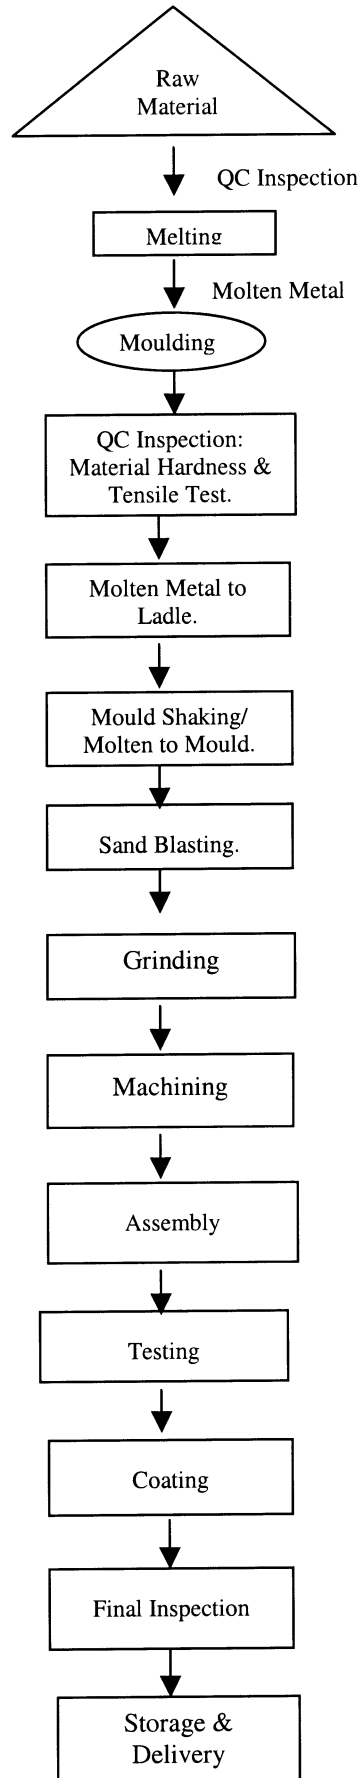 Raw
Material
QC Inspection
Melting
Molten Metal
Moulding
QC Inspection:
Material Hardness &
Tensile Test.
Molten Metal to
Ladle.
Mould Shaking/
Molten to Mould.
Sand Blasting.
Grinding
Machining
Assembly
Testing
Coating
Final Inspection
Storage &
Delivery